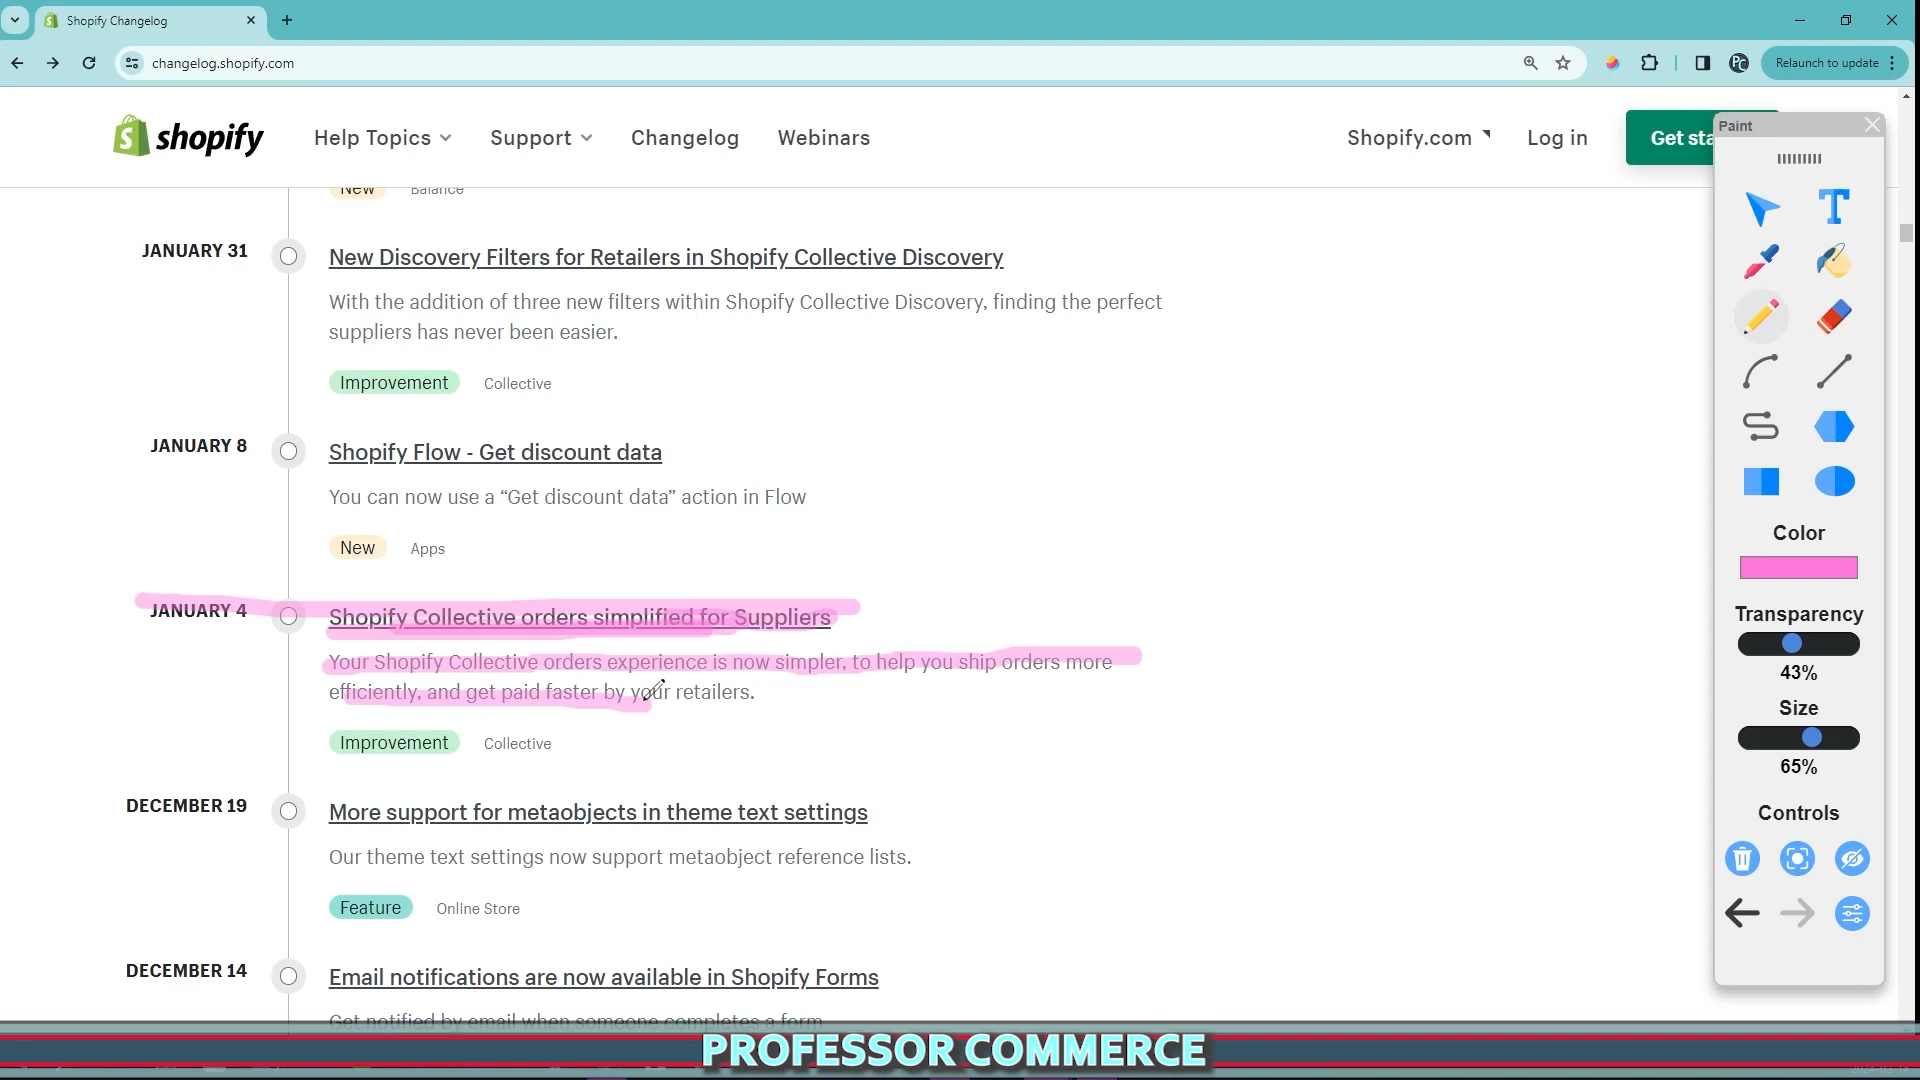 Shopify Changelog
changelog.shopify.com
Relaunch to update
shopify
Help Topics
Support
Changelog
Webinars
Shopify.com
Log in
Get sta
Paint
New Balance
JANUARY 31
New Discovery Filters for Retailers in Shopify Collective Discovery
With the addition of three new filters within Shopify Collective Discovery, finding the perfect
suppliers has never been easier.
Improvement Collective
JANUARY 8
Shopify Flow - Get discount data
You can now use a “Get discount data” action in Flow
New Apps
JANUARY 4
Shopify Collective orders simplified for Suppliers
Your Shopify Collective orders experience is now simpler, to help you ship orders more
efficiently, and get paid faster by your retailers.
Improvement Collective
DECEMBER 19
More support for metaobjects in theme text settings
Our theme text settings now support metaobject reference lists.
Feature Online Store
DECEMBER 14
Email notifications are now available in Shopify Forms
Get notified by email when someone completes a form
Color
Transparency
43%
Size
65%
Controls
PROFESSOR COMMERCE